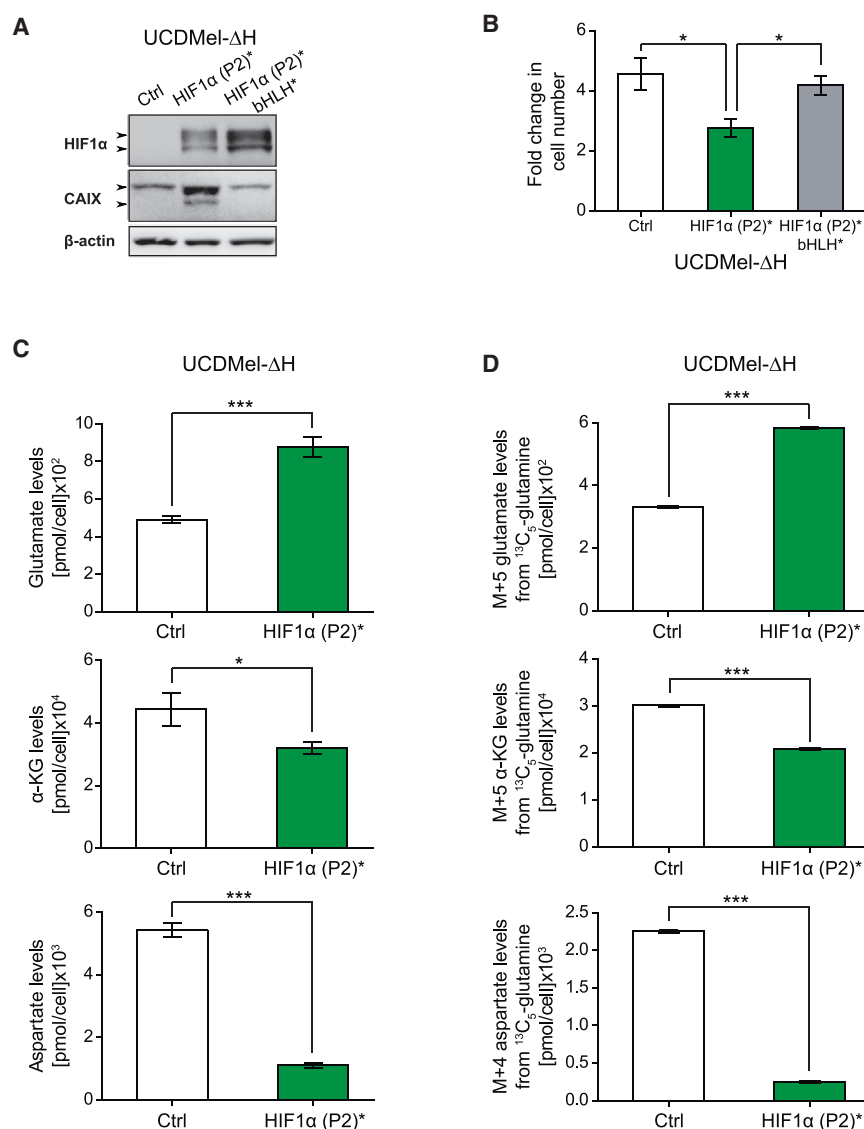 A
UCDMel-ΔH
Ctrl
HIF1α (P2)*
HIF1α (P2)*
bHLH*
HIF1α
CAIX
β-actin
B
Fold change in
cell number
6
4
2
0
*
*
Ctrl
HIF1α (P2)*
HIF1α (P2)*
bHLH*
UCDMel-ΔH
C
UCDMel-ΔH
Glutamate levels
[pmol/cell]x10²
10
8
6
4
2
0
***
Ctrl
HIF1α (P2)*
α-KG levels
[pmol/cell]x10⁴
6
4
2
0
*
Ctrl
HIF1α (P2)*
Aspartate levels
[pmol/cell]x10³
6
4
2
0
***
Ctrl
HIF1α (P2)*
D
UCDMel-ΔH
M+5 glutamate levels
from ¹³C₅-glutamine
[pmol/cell]x10²
6
4
2
0
***
Ctrl
HIF1α (P2)*
M+5 α-KG levels
from ¹³C₅-glutamine
[pmol/cell]x10⁴
4
3
2
1
0
***
Ctrl
HIF1α (P2)*
M+4 aspartate levels
from ¹³C₅-glutamine
[pmol/cell]x10³
2.5
2.0
1.5
1.0
0.5
0.0
***
Ctrl
HIF1α (P2)*